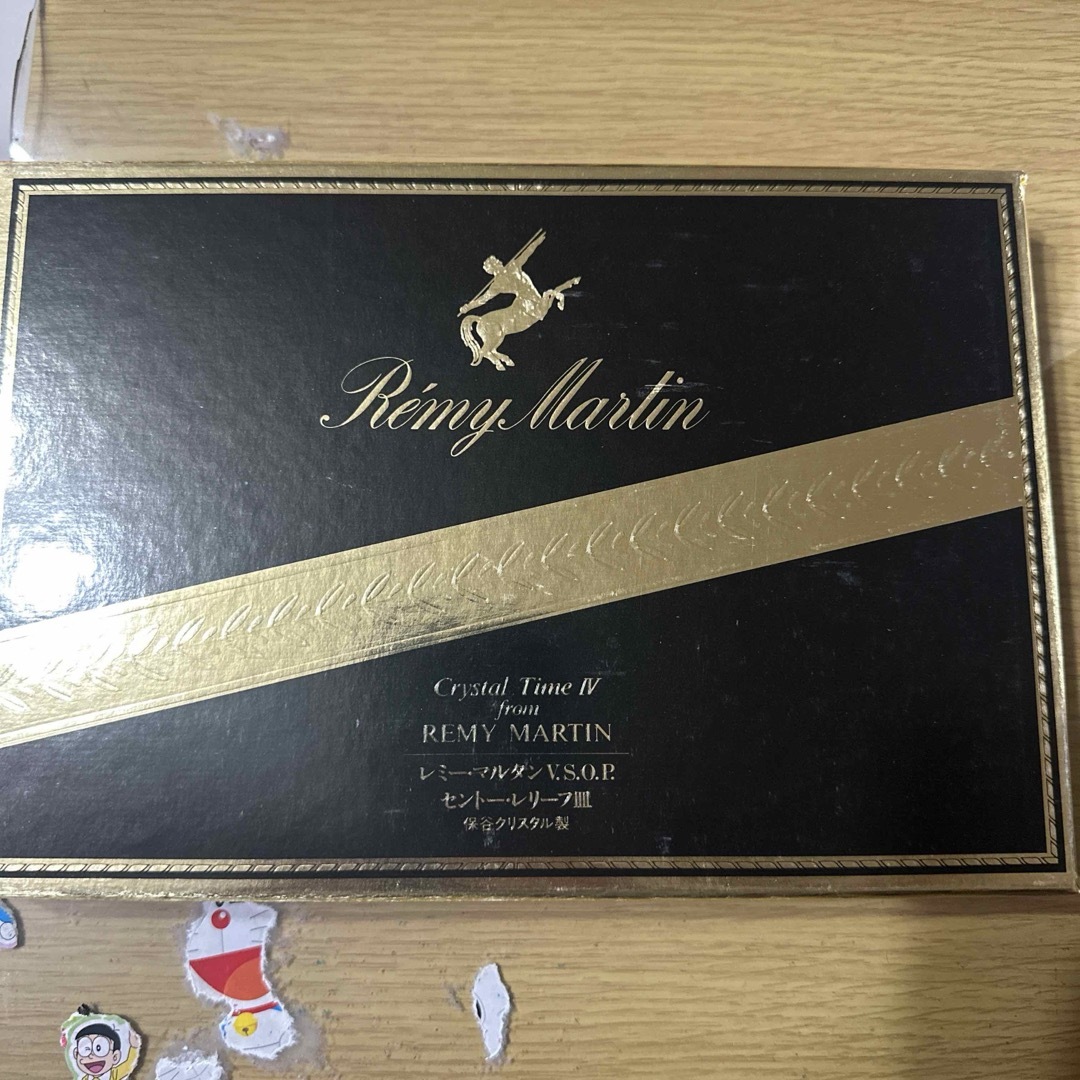 Rémy Martin
Crystal Time IV
from
REMY MARTIN
レミー・マルタン V.S.O.P.
セントー・レリーフ皿
保谷クリスタル製